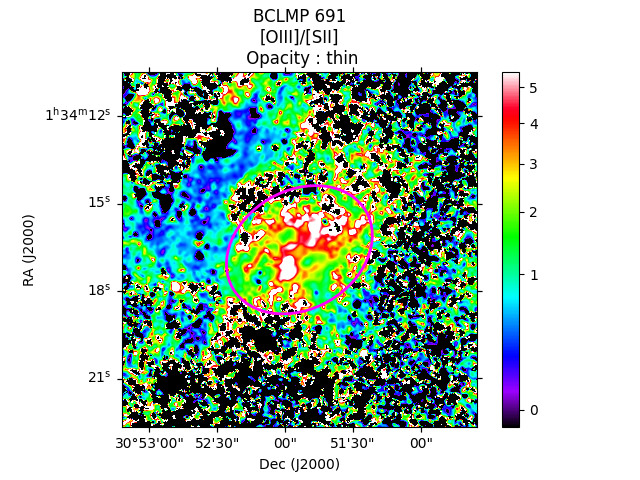 BCLMP 691
[OIII]/[SII]
Opacity : thin
1ʰ34ᵐ12ˢ
15ˢ
18ˢ
21ˢ
RA (J2000)
30°53'00" 52'30" 00" 51'30" 00"
Dec (J2000)
5
4
3
2
1
0